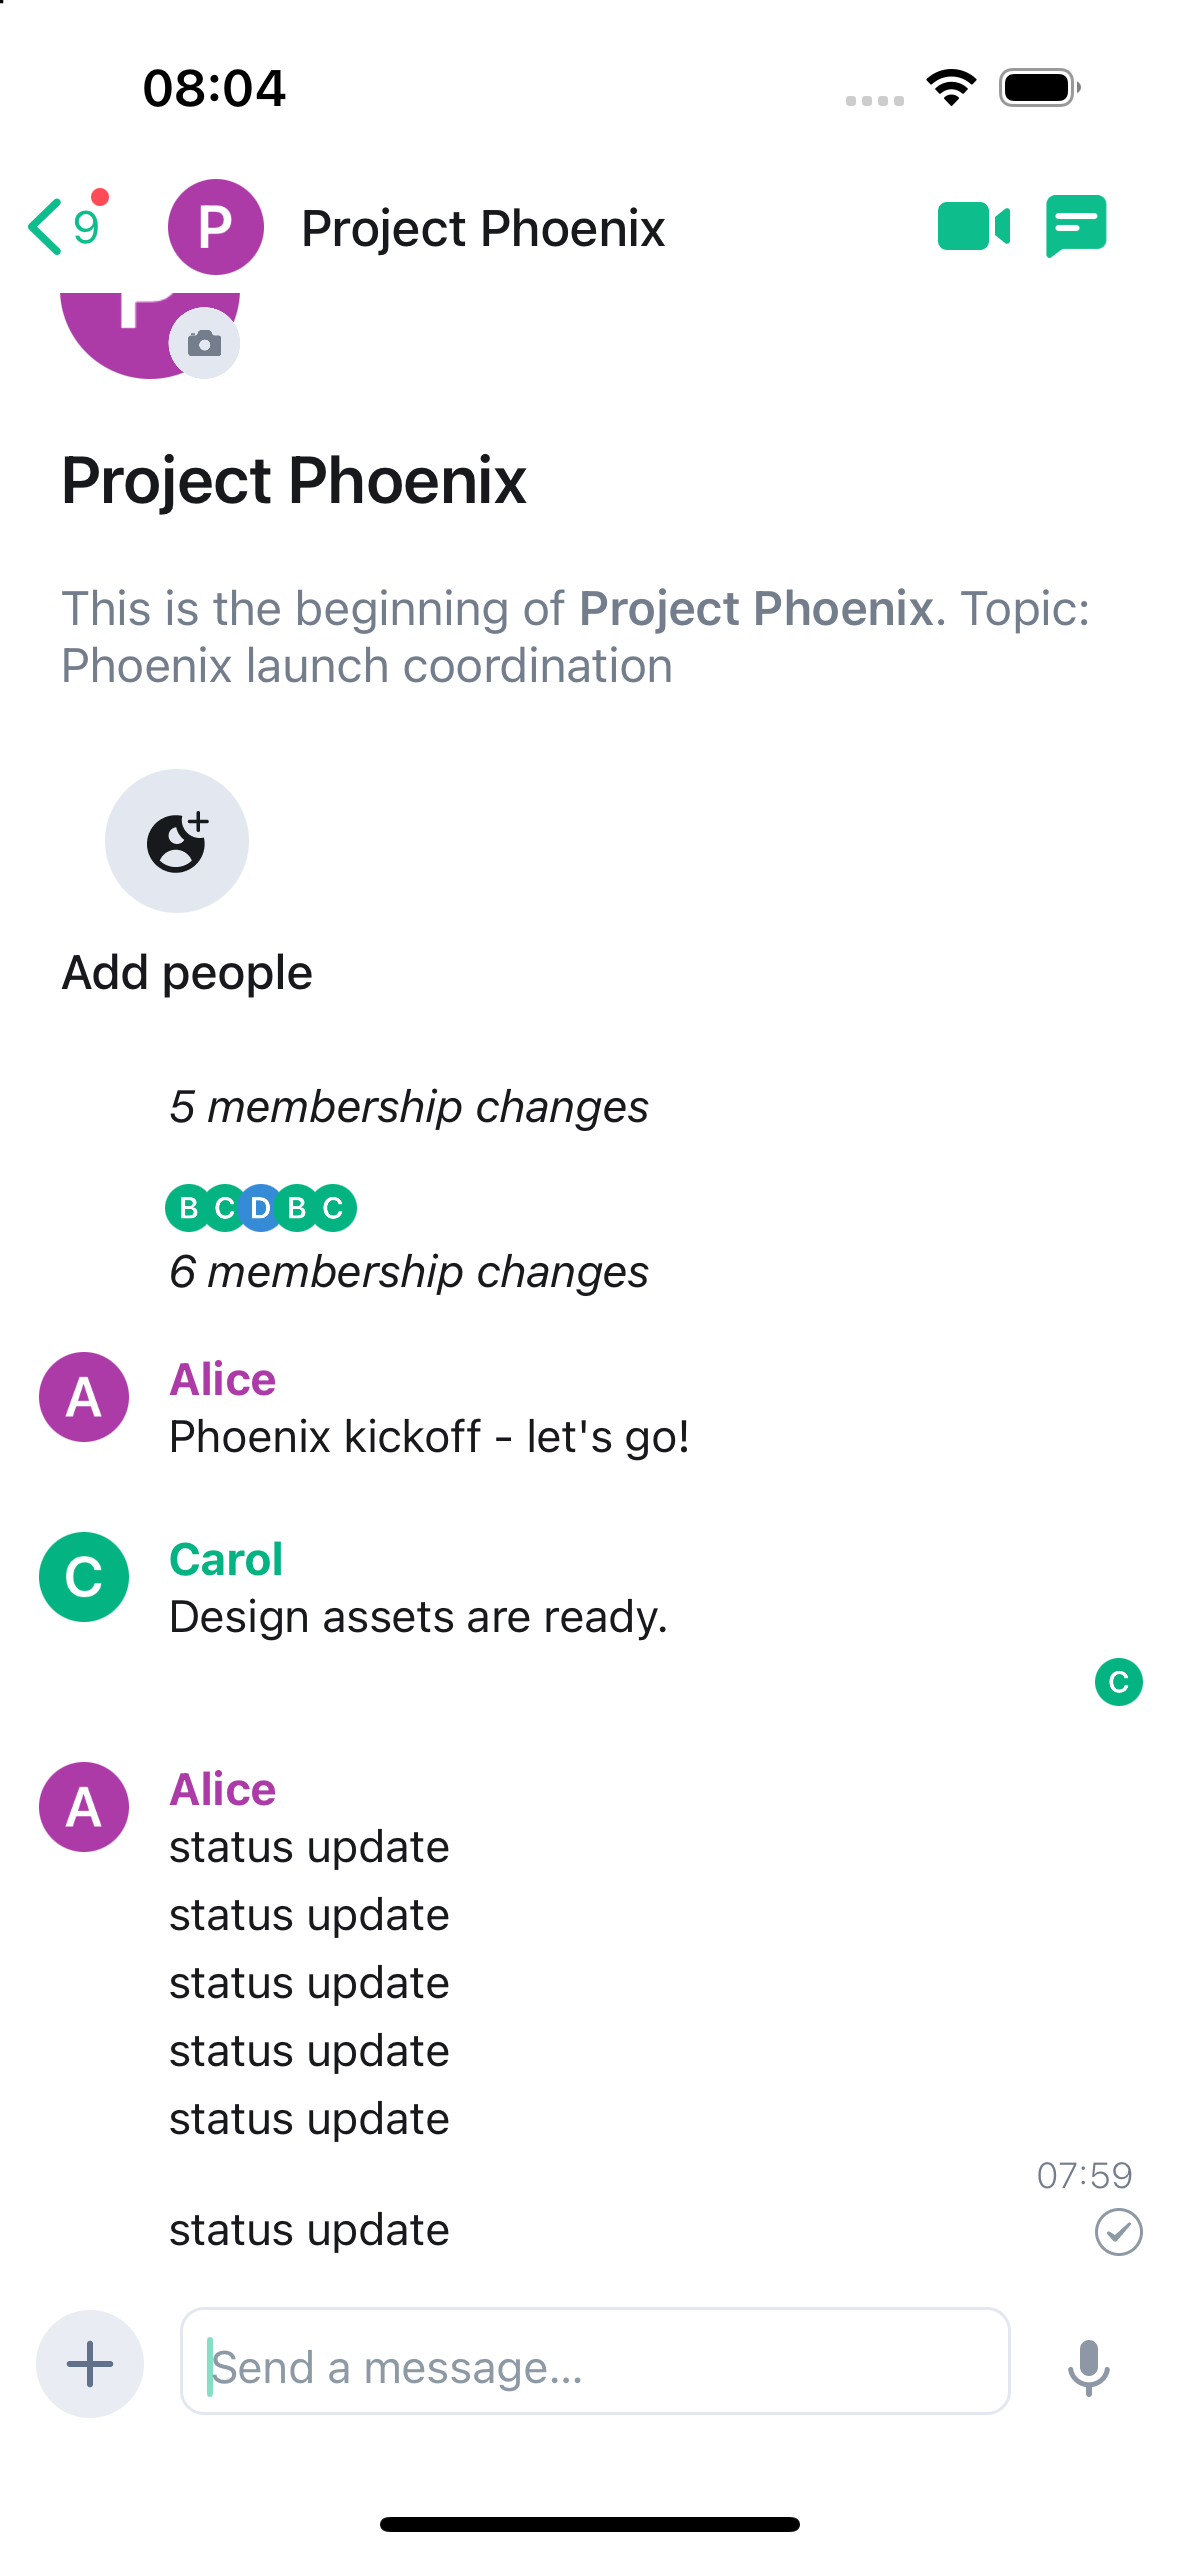 08:04
9
P
Project Phoenix
P
Project Phoenix
This is the beginning of Project Phoenix. Topic:
Phoenix launch coordination
Add people
5 membership changes
B C D B C
6 membership changes
A
Alice
Phoenix kickoff - let's go!
C
Carol
Design assets are ready.
C
A
Alice
status update
status update
status update
status update
status update
07:59
status update
Send a message...